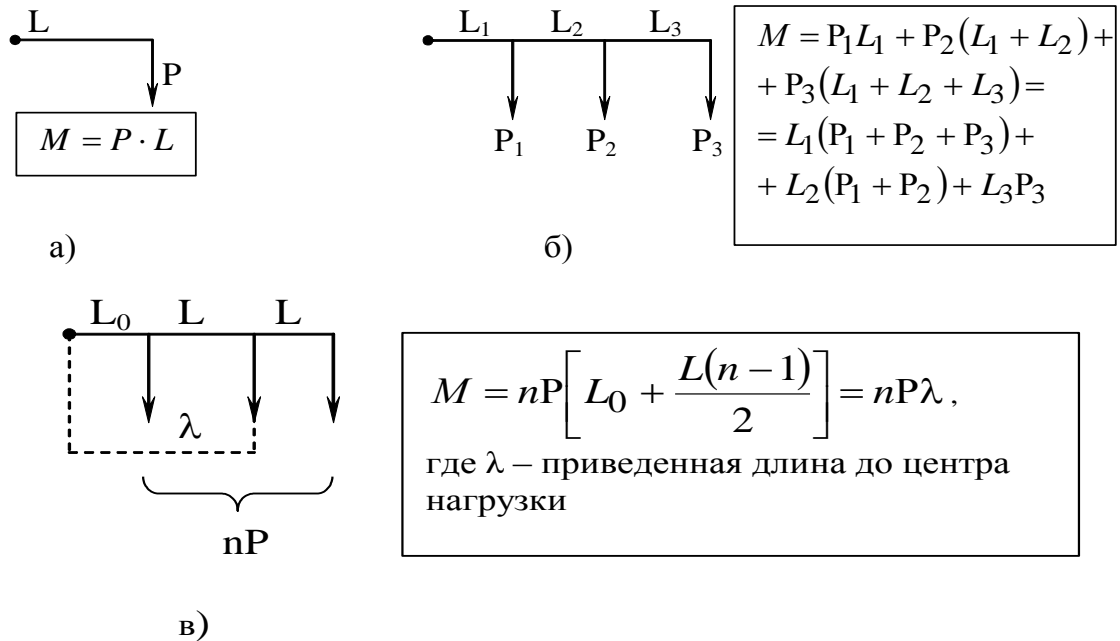 L
P
M = P · L
а)
L₁ L₂ L₃
P₁ P₂ P₃
M = P₁L₁ + P₂(L₁ + L₂) +
+ P₃(L₁ + L₂ + L₃) =
= L₁(P₁ + P₂ + P₃) +
+ L₂(P₁ + P₂) + L₃P₃
б)
L₀ L L
λ
nP
M = nP[L₀ + L(n − 1)/2] = nPλ,
где λ – приведенная длина до центра
нагрузки
в)